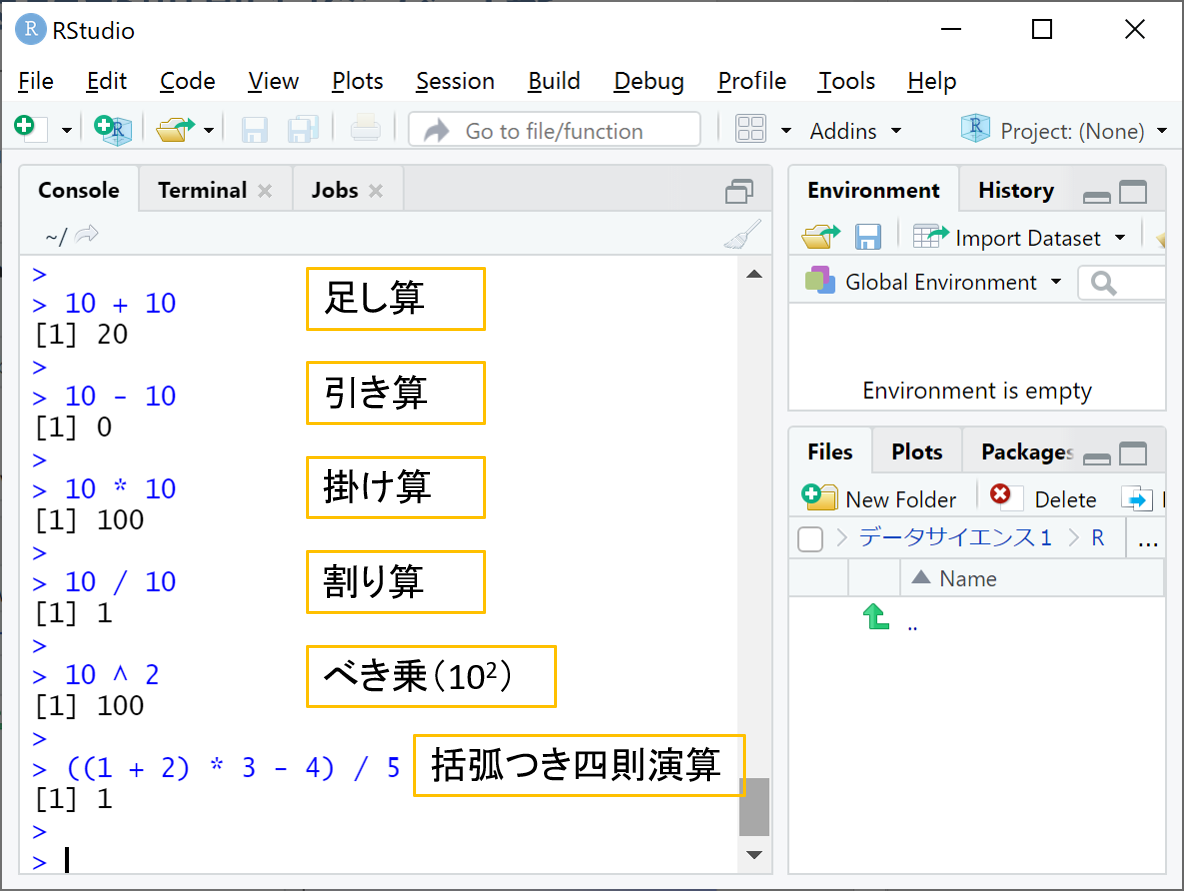 RStudio
File Edit Code View Plots Session Build Debug Profile Tools Help
Go to file/function Addins Project: (None)
Console Terminal Jobs
~/
>
> 10 + 10 足し算
[1] 20
>
> 10 - 10 引き算
[1] 0
>
> 10 * 10 掛け算
[1] 100
>
> 10 / 10 割り算
[1] 1
>
> 10 ^ 2 べき乗（10²）
[1] 100
>
> ((1 + 2) * 3 - 4) / 5 括弧つき四則演算
[1] 1
>
>
Environment History
Import Dataset
Global Environment
Environment is empty
Files Plots Packages
New Folder Delete
データサイエンス１ R ...
Name
..